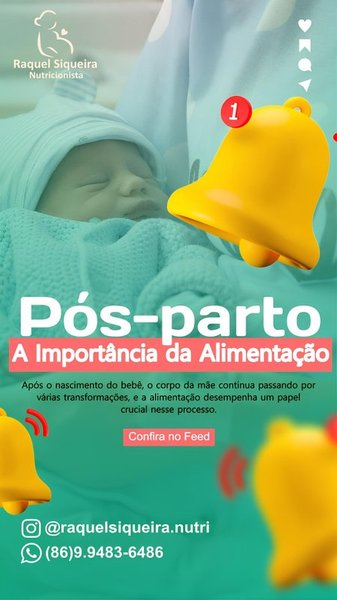 Raquel Siqueira
Nutricionista
1
Pós-parto
A Importância da Alimentação
Após o nascimento do bebê, o corpo da mãe continua passando por
várias transformações, e a alimentação desempenha um papel
crucial nesse processo.
Confira no Feed
@raquelsiqueira.nutri
(86)9.9483-6486